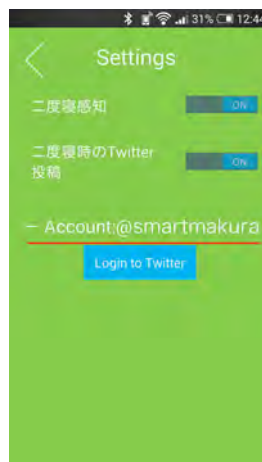 31% 12:44
Settings
二度寝感知 ON
二度寝時のTwitter
投稿 ON
– Account:@smartmakura
Login to Twitter